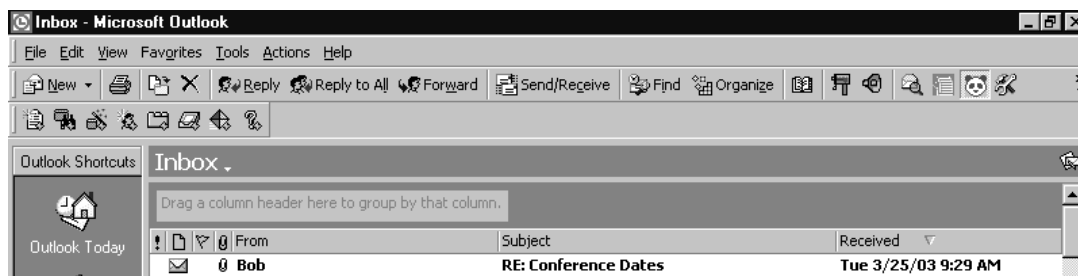 Inbox - Microsoft Outlook
File Edit View Favorites Tools Actions Help
New Reply Reply to All Forward Send/Receive Find Organize
Outlook Shortcuts Inbox
Drag a column header here to group by that column.
Outlook Today
! From Subject Received
Bob RE: Conference Dates Tue 3/25/03 9:29 AM